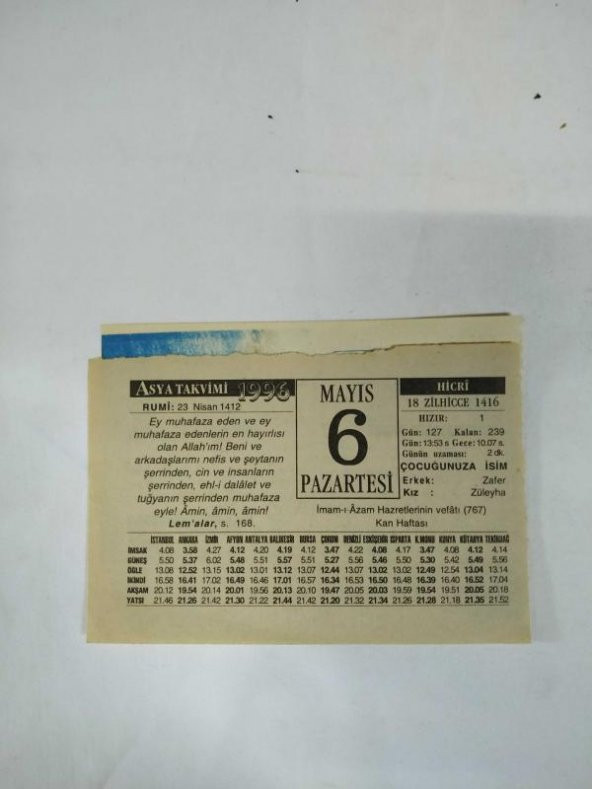 ASYA TAKVİMİ 1996
RUMİ: 23 Nisan 1412
Ey muhafaza eden ve ey
muhafaza edenlerin en hayırlısı
olan Allah'ım! Beni ve
arkadaşlarımı nefis ve şeytanın
şerrinden, cin ve insanların
şerrinden, ehl-i dalâlet ve
tuğyanın şerrinden muhafaza
eyle! Âmin, âmin, âmin!
Lem'alar, s. 168.
MAYIS
6
PAZARTESİ
HİCRÎ
18 ZİLHİCCE 1416
HIZIR: 1
Gün: 127 Kalan: 239
Gün: 13:53 s Gece: 10.07 s.
Günün uzaması: 2 dk.
ÇOCUĞUNUZA İSİM
Erkek: Zafer
Kız : Züleyha
İmam-ı Âzam Hazretlerinin vefâtı (767)
Kan Haftası
İSTANBUL ANKARA İZMİR AFYON ANTALYA BALIKESİR BURSA ÇORUM DENİZLİ ESKİŞEHİR ISPARTA K.MONU KONYA KÜTAHYA TEKİRDAĞ
İMSAK 4.08 3.58 4.27 4.12 4.20 4.19 4.12 3.47 4.22 4.08 4.17 3.47 4.08 4.12 4.14
GÜNEŞ 5.50 5.37 6.02 5.48 5.51 5.57 5.51 5.27 5.56 5.46 5.50 5.30 5.42 5.49 5.56
ÖĞLE 13.08 12.52 13.15 13.02 13.01 13.12 13.07 12.44 13.07 13.02 13.02 12.49 12.54 13.04 13.14
İKİNDİ 16.58 16.41 17.02 16.49 16.46 17.01 16.57 16.34 16.53 16.50 16.48 16.39 16.40 16.52 17.04
AKŞAM 20.12 19.54 20.14 20.01 19.56 20.13 20.10 19.47 20.05 20.03 19.59 19.54 19.51 20.05 20.18
YATSI 21.46 21.26 21.42 21.30 21.22 21.44 21.42 21.20 21.32 21.34 21.26 21.28 21.18 21.35 21.52